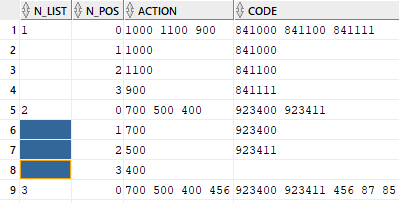 N_LIST N_POS ACTION CODE
1 1 0 1000 1100 900 841000 841100 841111
2 1 1000 841000
3 2 1100 841100
4 3 900 841111
5 2 0 700 500 400 923400 923411
6 1 700 923400
7 2 500 923411
8 3 400
9 3 0 700 500 400 456 923400 923411 456 87 85